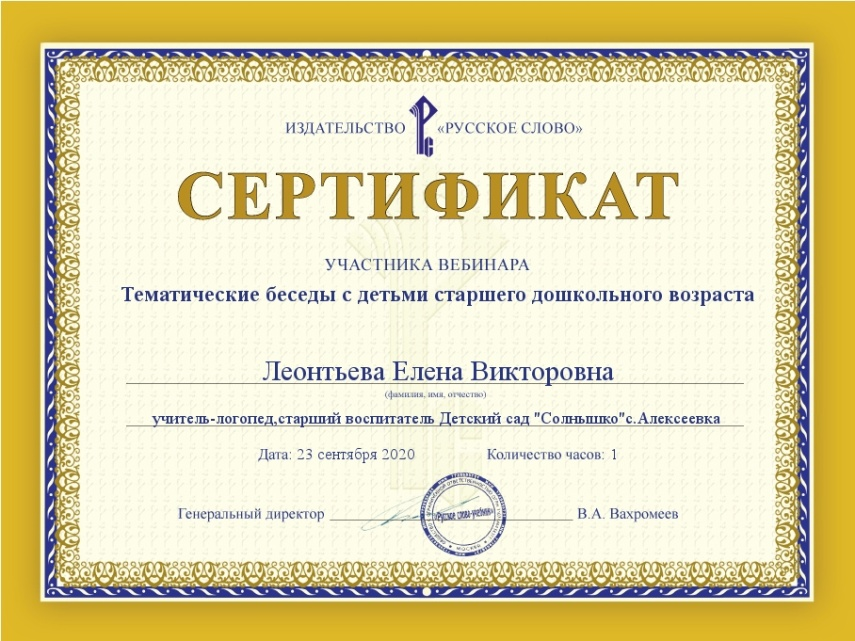 ИЗДАТЕЛЬСТВО «РУССКОЕ СЛОВО»
СЕРТИФИКАТ
УЧАСТНИКА ВЕБИНАРА
Тематические беседы с детьми старшего дошкольного возраста
Леонтьева Елена Викторовна
(фамилия, имя, отчество)
учитель-логопед,старший воспитатель Детский сад "Солнышко"с.Алексеевка
Дата: 23 сентября 2020 Количество часов: 1
Генеральный директор В.А. Вахромеев
«Русское слово-учебник»
МОСКВА